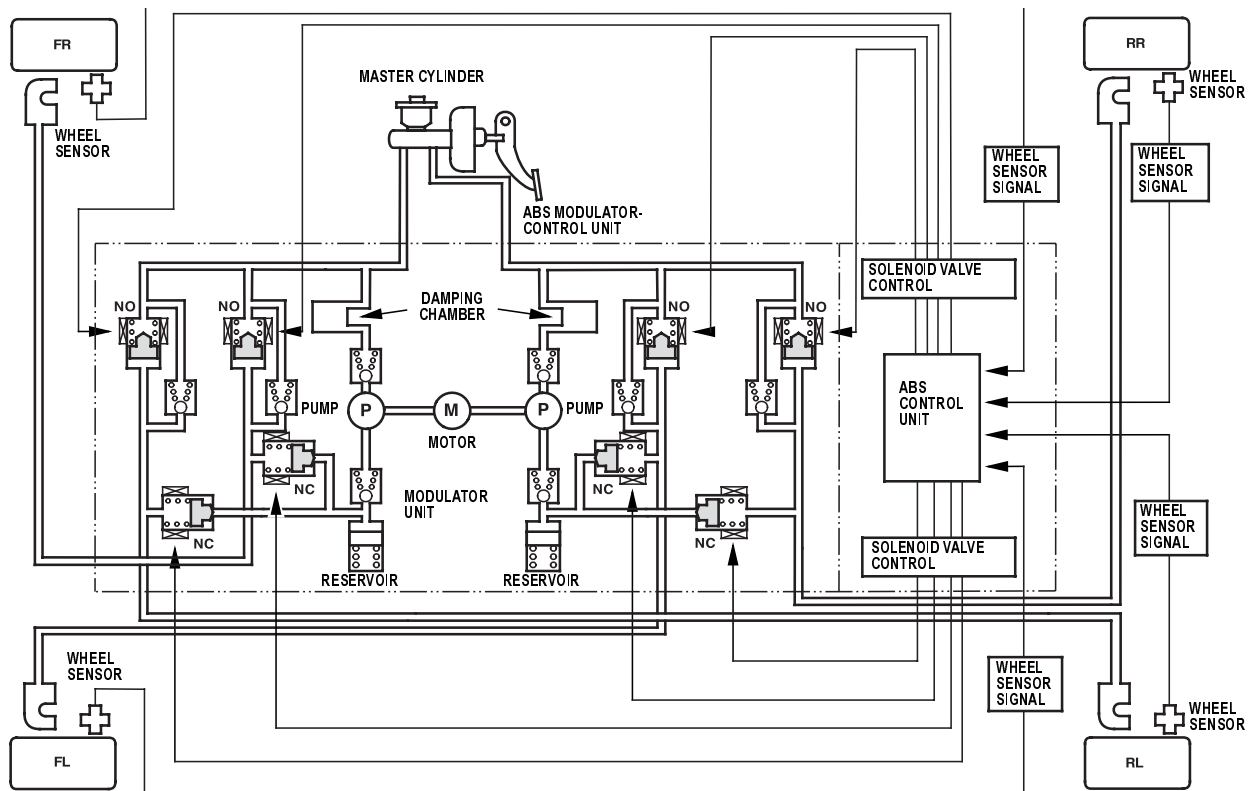 FR
RR
MASTER CYLINDER
WHEEL
SENSOR
WHEEL
SENSOR
WHEEL
SENSOR
SIGNAL
WHEEL
SENSOR
SIGNAL
ABS MODULATOR-
CONTROL UNIT
SOLENOID VALVE
CONTROL
NO
NO
DAMPING
CHAMBER
NO
NO
ABS
CONTROL
UNIT
PUMP
P
M
P
PUMP
MOTOR
NC
MODULATOR
UNIT
NC
WHEEL
SENSOR
SIGNAL
NC
NC
SOLENOID VALVE
CONTROL
RESERVOIR
RESERVOIR
WHEEL
SENSOR
WHEEL
SENSOR
SIGNAL
WHEEL
SENSOR
FL
RL